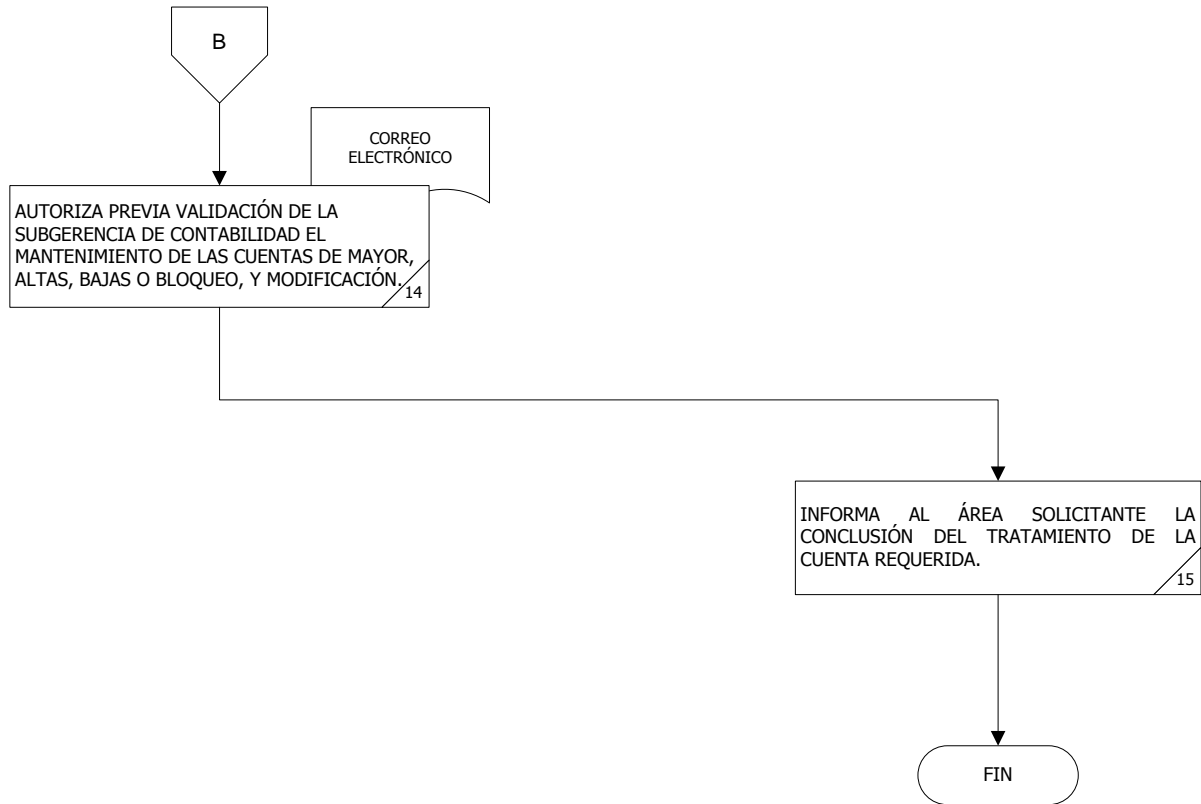 B
CORREO
ELECTRÓNICO
AUTORIZA PREVIA VALIDACIÓN DE LA
SUBGERENCIA DE CONTABILIDAD EL
MANTENIMIENTO DE LAS CUENTAS DE MAYOR,
ALTAS, BAJAS O BLOQUEO, Y MODIFICACIÓN.
14
INFORMA AL ÁREA SOLICITANTE LA
CONCLUSIÓN DEL TRATAMIENTO DE LA
CUENTA REQUERIDA.
15
FIN